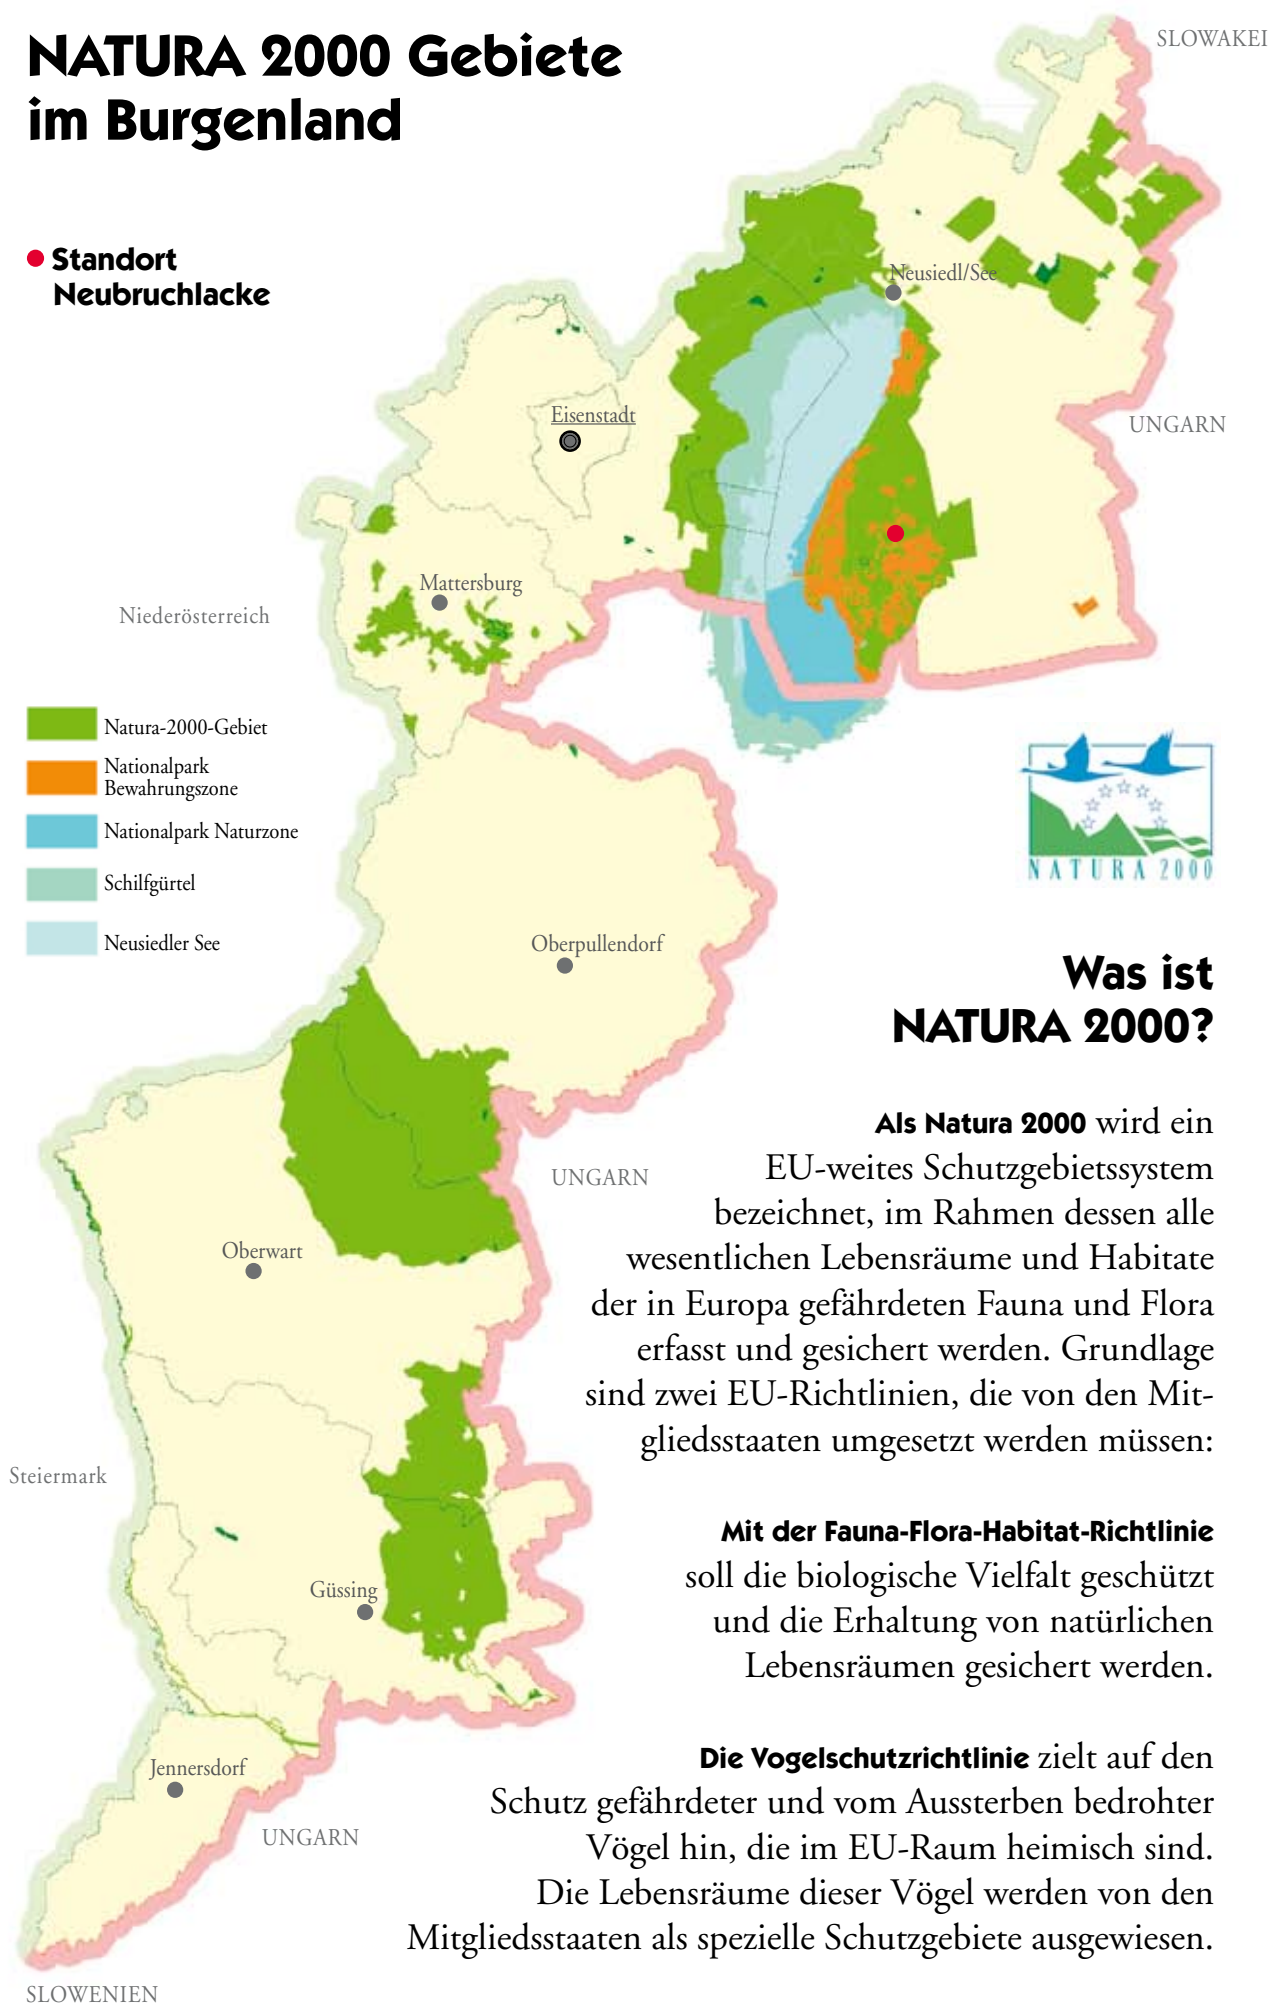 NATURA 2000 Gebiete
im Burgenland
SLOWAKEI
Standort
Neubruchlacke
Neusiedl/See
Eisenstadt
UNGARN
Mattersburg
Niederösterreich
Natura-2000-Gebiet
Nationalpark
Bewahrungszone
Nationalpark Naturzone
Schilfgürtel
Neusiedler See
NATURA 2000
Oberpullendorf
Was ist
NATURA 2000?
Als Natura 2000 wird ein
EU-weites Schutzgebietssystem
bezeichnet, im Rahmen dessen alle
wesentlichen Lebensräume und Habitate
der in Europa gefährdeten Fauna und Flora
erfasst und gesichert werden. Grundlage
sind zwei EU-Richtlinien, die von den Mit-
gliedsstaaten umgesetzt werden müssen:
UNGARN
Oberwart
Steiermark
Mit der Fauna-Flora-Habitat-Richtlinie
soll die biologische Vielfalt geschützt
und die Erhaltung von natürlichen
Lebensräumen gesichert werden.
Güssing
Die Vogelschutzrichtlinie zielt auf den
Schutz gefährdeter und vom Aussterben bedrohter
Vögel hin, die im EU-Raum heimisch sind.
Die Lebensräume dieser Vögel werden von den
Mitgliedsstaaten als spezielle Schutzgebiete ausgewiesen.
Jennersdorf
UNGARN
SLOWENIEN